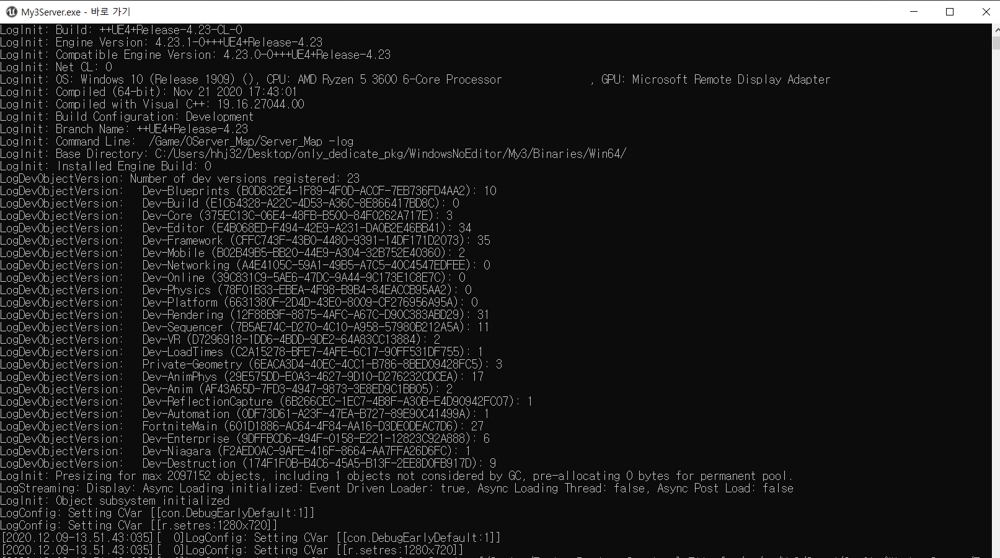 My3Server.exe - 바로 가기
LogInit: Build: ++UE4+Release-4.23-CL-0
LogInit: Engine Version: 4.23.1-0+++UE4+Release-4.23
LogInit: Compatible Engine Version: 4.23.0-0+++UE4+Release-4.23
LogInit: Net CL: 0
LogInit: OS: Windows 10 (Release 1909) (), CPU: AMD Ryzen 5 3600 6-Core Processor              , GPU: Microsoft Remote Display Adapter
LogInit: Compiled (64-bit): Nov 21 2020 17:43:01
LogInit: Compiled with Visual C++: 19.16.27044.00
LogInit: Build Configuration: Development
LogInit: Branch Name: ++UE4+Release-4.23
LogInit: Command Line:  /Game/0Server_Map/Server_Map -log
LogInit: Base Directory: C:/Users/hhj32/Desktop/only_dedicate_pkg/WindowsNoEditor/My3/Binaries/Win64/
LogInit: Installed Engine Build: 0
LogDevObjectVersion: Number of dev versions registered: 23
LogDevObjectVersion:   Dev-Blueprints (B0D832E4-1F89-4F0D-ACCF-7EB736FD4AA2): 10
LogDevObjectVersion:   Dev-Build (E1C64328-A22C-4D53-A36C-8E866417BD8C): 0
LogDevObjectVersion:   Dev-Core (375EC13C-06E4-48FB-B500-84F0262A717E): 3
LogDevObjectVersion:   Dev-Editor (E4B068ED-F494-42E9-A231-DA0B2E46BB41): 34
LogDevObjectVersion:   Dev-Framework (CFFC743F-43B0-4480-9391-14DF171D2073): 35
LogDevObjectVersion:   Dev-Mobile (B02B49B5-BB20-44E9-A304-32B752E40360): 2
LogDevObjectVersion:   Dev-Networking (A4E4105C-59A1-49B5-A7C5-40C4547EDFEE): 0
LogDevObjectVersion:   Dev-Online (39C831C9-5AE6-47DC-9A44-9C173E1C8E7C): 0
LogDevObjectVersion:   Dev-Physics (78F01B33-EBEA-4F98-B9B4-84EACCB95AA2): 0
LogDevObjectVersion:   Dev-Platform (6631380F-2D4D-43E0-8009-CF276956A95A): 0
LogDevObjectVersion:   Dev-Rendering (12F88B9F-8875-4AFC-A67C-D90C383ABD29): 31
LogDevObjectVersion:   Dev-Sequencer (7B5AE74C-D270-4C10-A958-57980B212A5A): 11
LogDevObjectVersion:   Dev-VR (D7296918-1DD6-4BDD-9DE2-64A83CC13884): 2
LogDevObjectVersion:   Dev-LoadTimes (C2A15278-BFE7-4AFE-6C17-90FF531DF755): 1
LogDevObjectVersion:   Private-Geometry (6EACA3D4-40EC-4CC1-B786-8BED09428FC5): 3
LogDevObjectVersion:   Dev-AnimPhys (29E575DD-E0A3-4627-9D10-D276232CDCEA): 17
LogDevObjectVersion:   Dev-Anim (AF43A65D-7FD3-4947-9873-3E8ED9C1BB05): 2
LogDevObjectVersion:   Dev-ReflectionCapture (6B266CEC-1EC7-4B8F-A30B-E4D90942FC07): 1
LogDevObjectVersion:   Dev-Automation (0DF73D61-A23F-47EA-B727-89E90C41499A): 1
LogDevObjectVersion:   FortniteMain (601D1886-AC64-4F84-AA16-D3DE0DEAC7D6): 27
LogDevObjectVersion:   Dev-Enterprise (9DFFBCD6-494F-0158-E221-12823C92A888): 6
LogDevObjectVersion:   Dev-Niagara (F2AED0AC-9AFE-416F-8664-AA7FFA26D6FC): 1
LogDevObjectVersion:   Dev-Destruction (174F1F0B-B4C6-45A5-B13F-2EE8D0FB917D): 9
LogInit: Presizing for max 2097152 objects, including 1 objects not considered by GC, pre-allocating 0 bytes for permanent pool.
LogStreaming: Display: Async Loading initialized: Event Driven Loader: true, Async Loading Thread: false, Async Post Load: false
LogInit: Object subsystem initialized
LogConfig: Setting CVar [[con.DebugEarlyDefault:1]]
LogConfig: Setting CVar [[r.setres:1280x720]]
[2020.12.09-13.51.43:035][  0]LogConfig: Setting CVar [[con.DebugEarlyDefault:1]]
[2020.12.09-13.51.43:035][  0]LogConfig: Setting CVar [[r.setres:1280x720]]